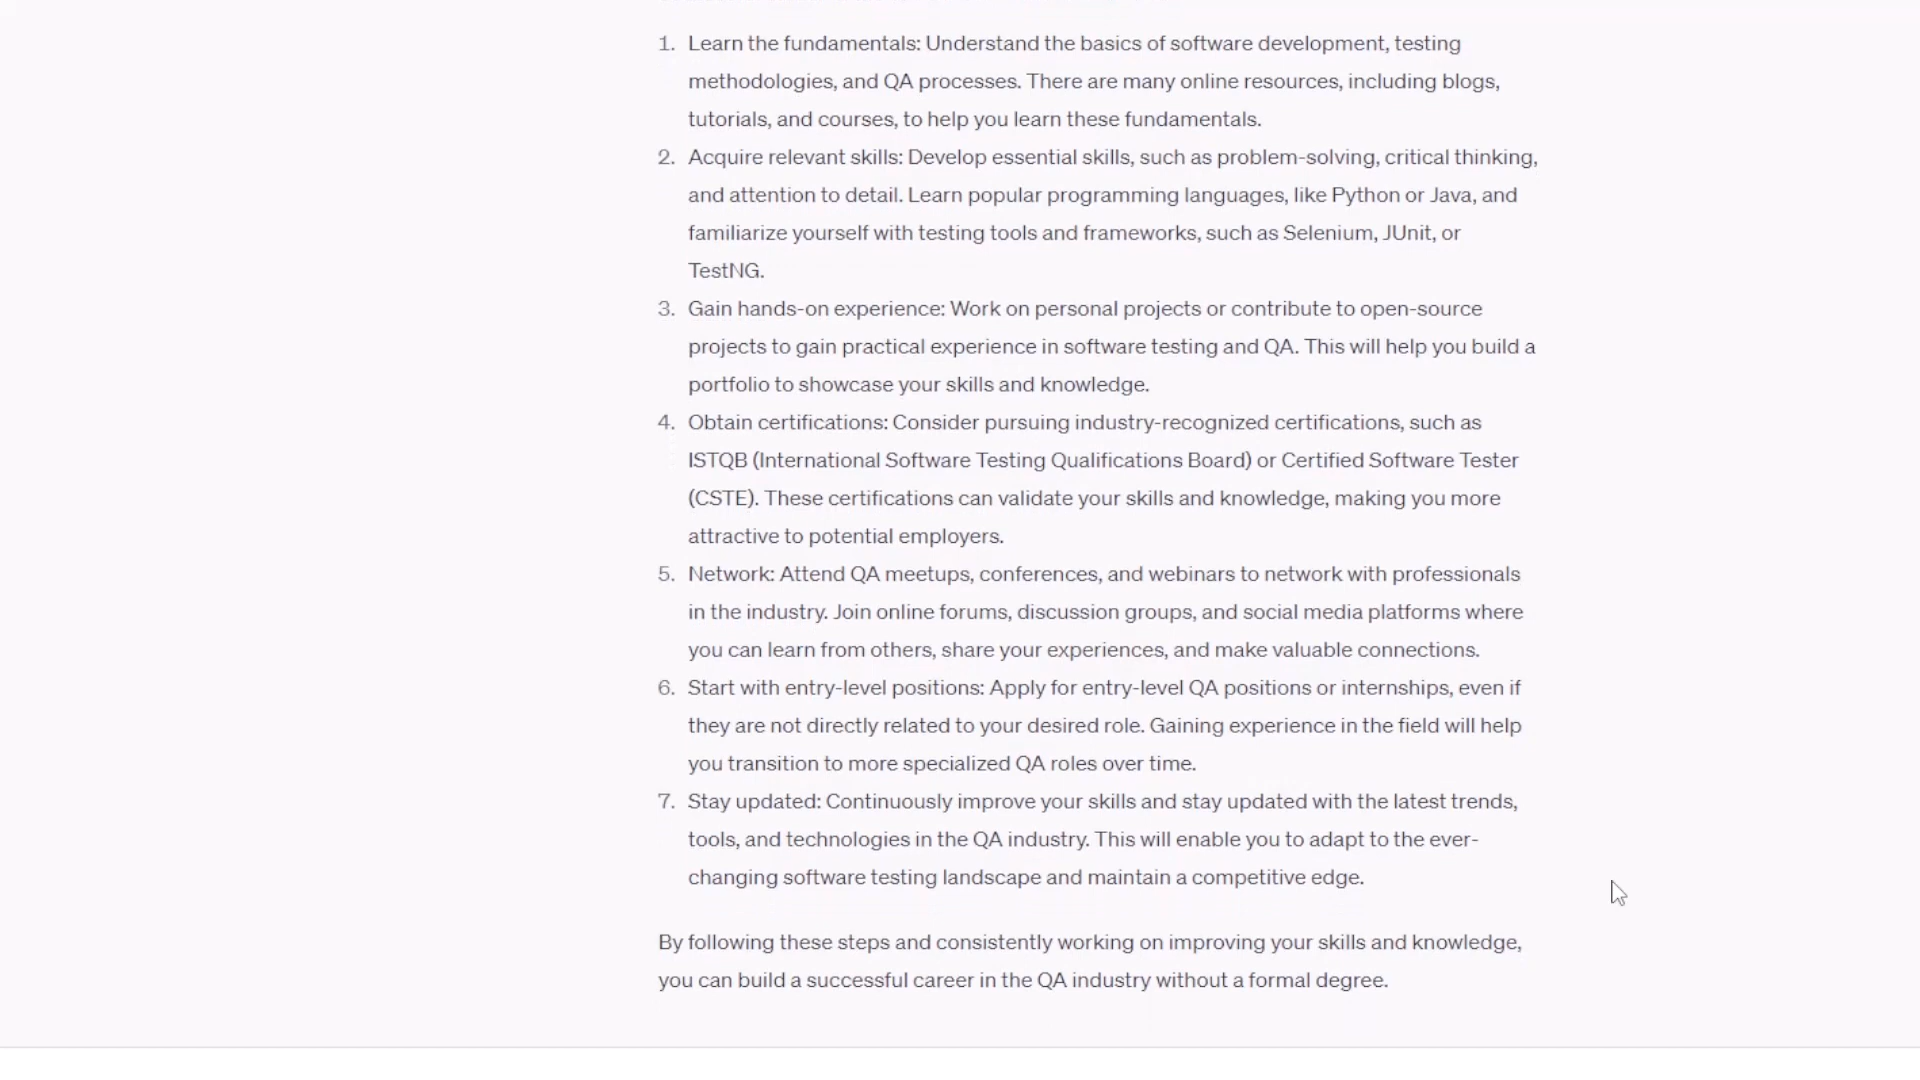 1. Learn the fundamentals: Understand the basics of software development, testing
methodologies, and QA processes. There are many online resources, including blogs,
tutorials, and courses, to help you learn these fundamentals.
2. Acquire relevant skills: Develop essential skills, such as problem-solving, critical thinking,
and attention to detail. Learn popular programming languages, like Python or Java, and
familiarize yourself with testing tools and frameworks, such as Selenium, JUnit, or
TestNG.
3. Gain hands-on experience: Work on personal projects or contribute to open-source
projects to gain practical experience in software testing and QA. This will help you build a
portfolio to showcase your skills and knowledge.
4. Obtain certifications: Consider pursuing industry-recognized certifications, such as
ISTQB (International Software Testing Qualifications Board) or Certified Software Tester
(CSTE). These certifications can validate your skills and knowledge, making you more
attractive to potential employers.
5. Network: Attend QA meetups, conferences, and webinars to network with professionals
in the industry. Join online forums, discussion groups, and social media platforms where
you can learn from others, share your experiences, and make valuable connections.
6. Start with entry-level positions: Apply for entry-level QA positions or internships, even if
they are not directly related to your desired role. Gaining experience in the field will help
you transition to more specialized QA roles over time.
7. Stay updated: Continuously improve your skills and stay updated with the latest trends,
tools, and technologies in the QA industry. This will enable you to adapt to the ever-
changing software testing landscape and maintain a competitive edge.
By following these steps and consistently working on improving your skills and knowledge,
you can build a successful career in the QA industry without a formal degree.